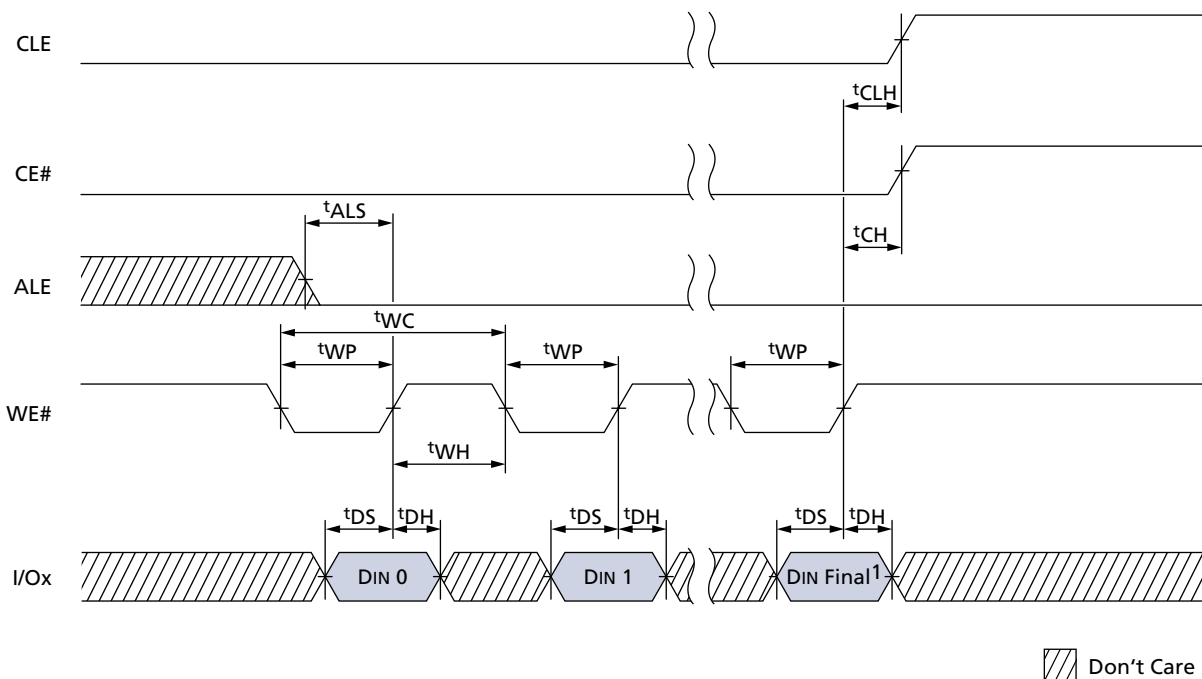 CLE
tCLH
CE#
tALS
tCH
ALE
tWC
tWP
tWP
tWP
WE#
tWH
tDS
tDH
tDS
tDH
tDS
tDH
I/Ox
DIN 0
DIN 1
DIN Final1
Don't Care